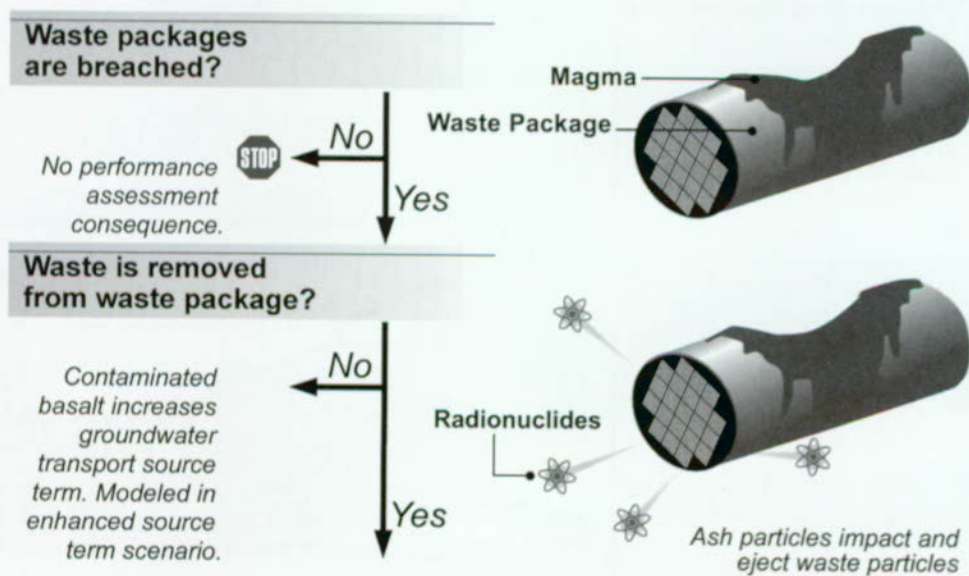 Waste packages
are breached?
Magma
Waste Package
No
STOP
No performance
assessment
consequence.
Yes
Waste is removed
from waste package?
No
Contaminated
basalt increases
groundwater
transport source
term. Modeled in
enhanced source
term scenario.
Radionuclides
Yes
Ash particles impact and
eject waste particles